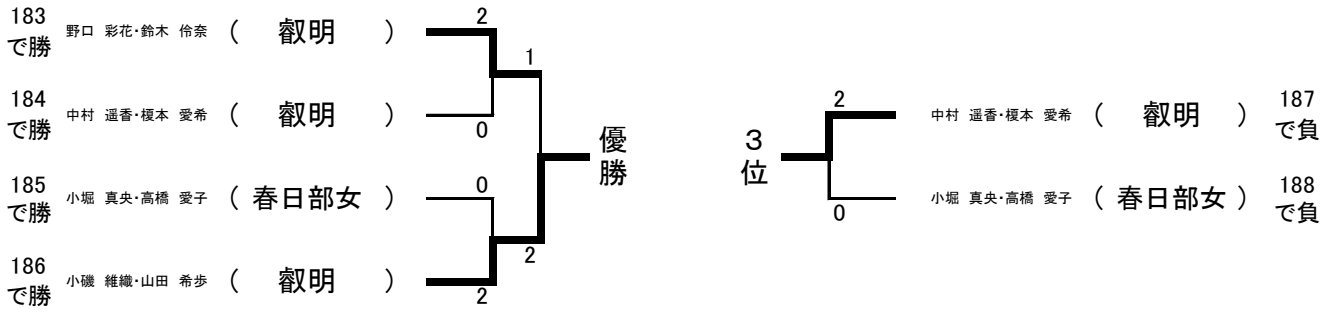 183
で勝
野口 彩花・鈴木 伶奈 ( 叡明 )
2
1
184
で勝
中村 遥香・榎本 愛希 ( 叡明 )
0
優勝
185
で勝
小堀 真央・高橋 愛子 ( 春日部女 )
0
2
186
で勝
小磯 維織・山田 希歩 ( 叡明 )
2
3位
2
中村 遥香・榎本 愛希 ( 叡明 )
187
で負
0
小堀 真央・高橋 愛子 ( 春日部女 )
188
で負